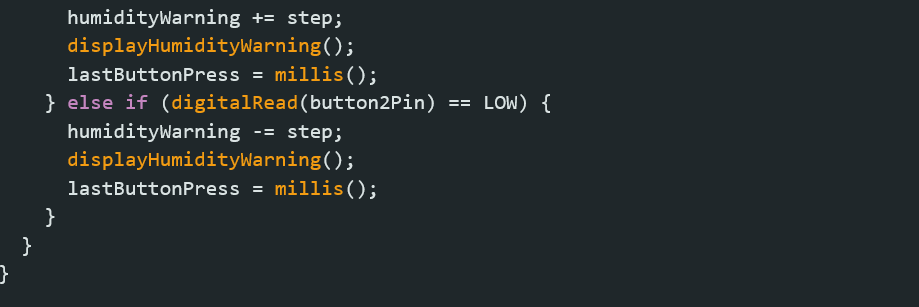 humidityWarning += step;
displayHumidityWarning();
lastButtonPress = millis();
} else if (digitalRead(button2Pin) == LOW) {
humidityWarning -= step;
displayHumidityWarning();
lastButtonPress = millis();
}
}
}